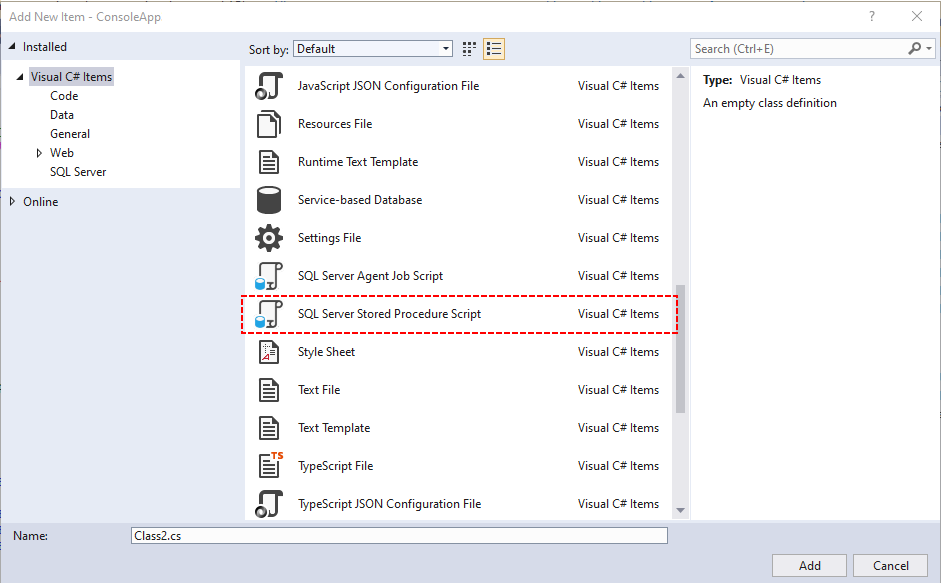 Add New Item - ConsoleApp
?
Installed
Visual C# Items
Code
Data
General
Web
SQL Server
Online
Sort by: Default
Search (Ctrl+E)
JavaScript JSON Configuration File Visual C# Items
Resources File Visual C# Items
Runtime Text Template Visual C# Items
Service-based Database Visual C# Items
Settings File Visual C# Items
SQL Server Agent Job Script Visual C# Items
SQL Server Stored Procedure Script Visual C# Items
Style Sheet Visual C# Items
Text File Visual C# Items
Text Template Visual C# Items
TS
TypeScript File Visual C# Items
TypeScript JSON Configuration File Visual C# Items
Type: Visual C# Items
An empty class definition
Name: Class2.cs
Add Cancel